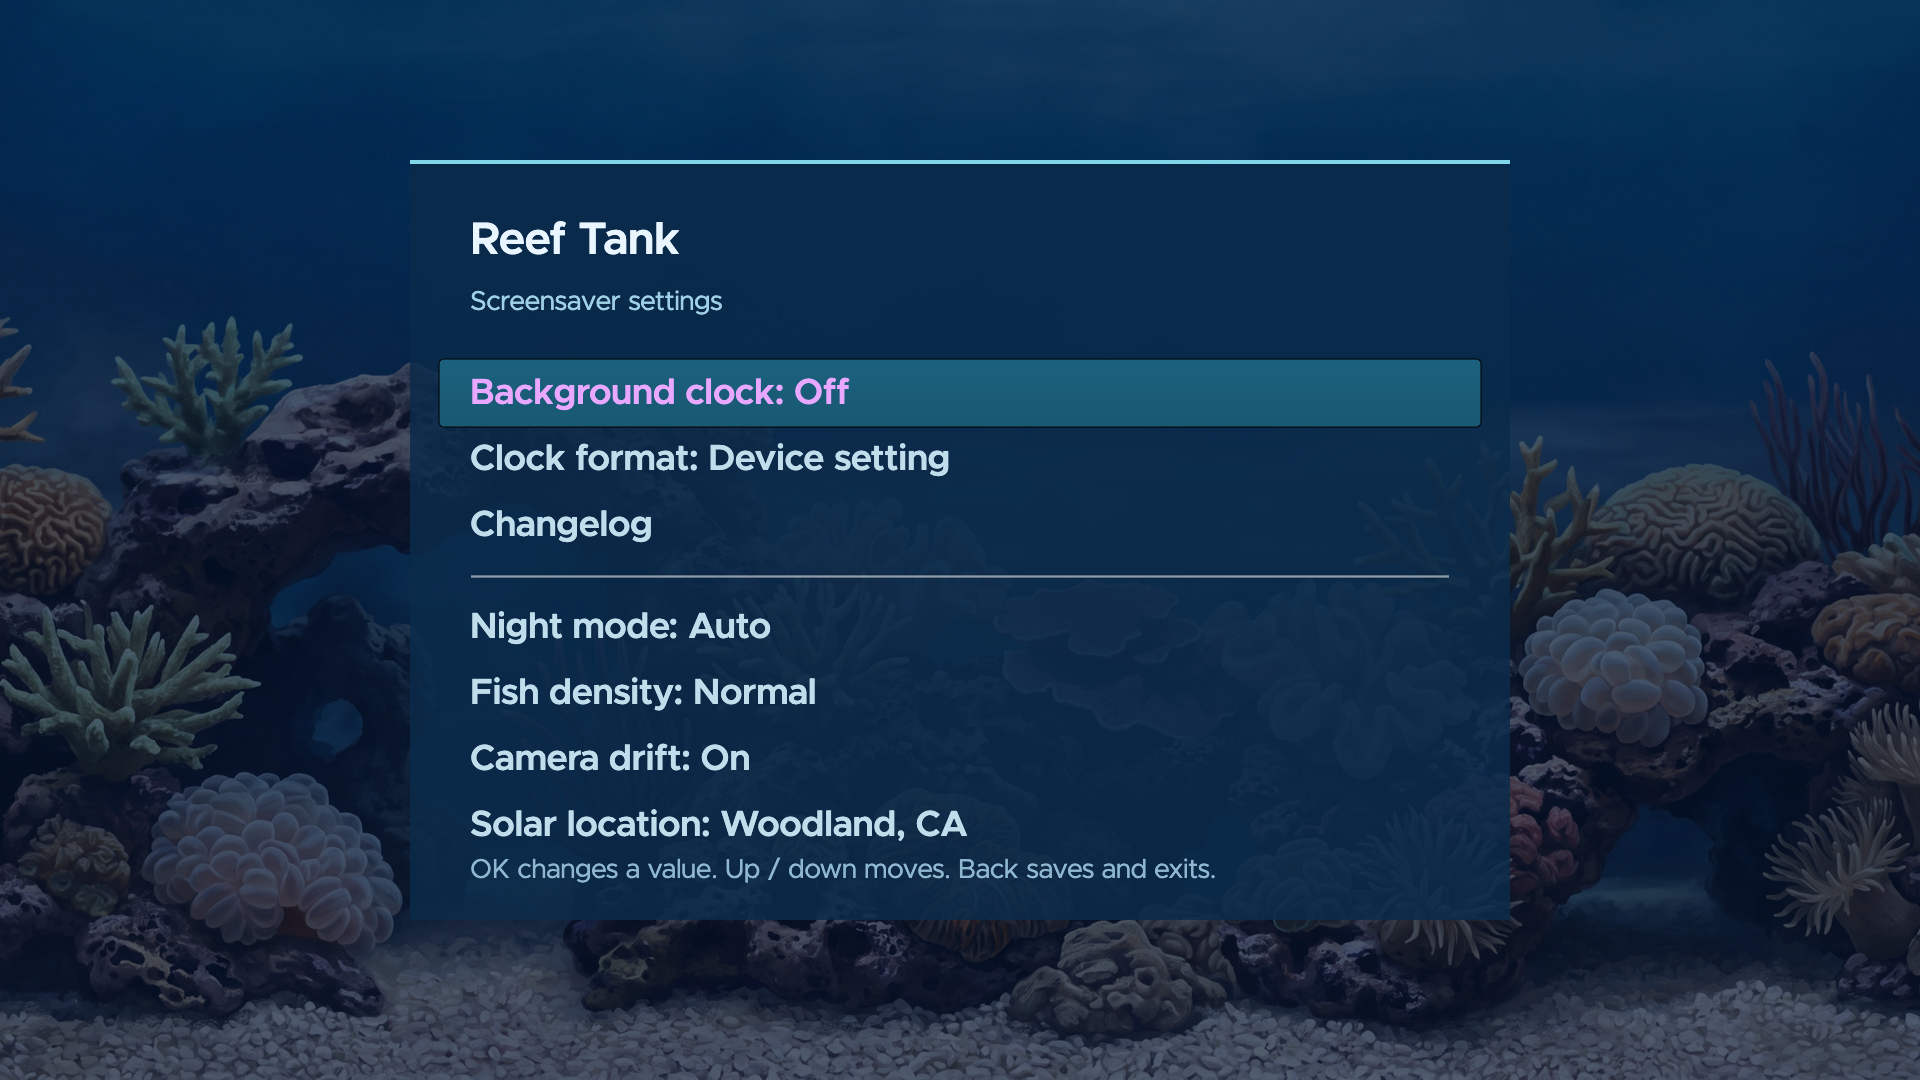 Reef Tank
Screensaver settings
Background clock: Off
Clock format: Device setting
Changelog
Night mode: Auto
Fish density: Normal
Camera drift: On
Solar location: Woodland, CA
OK changes a value. Up / down moves. Back saves and exits.